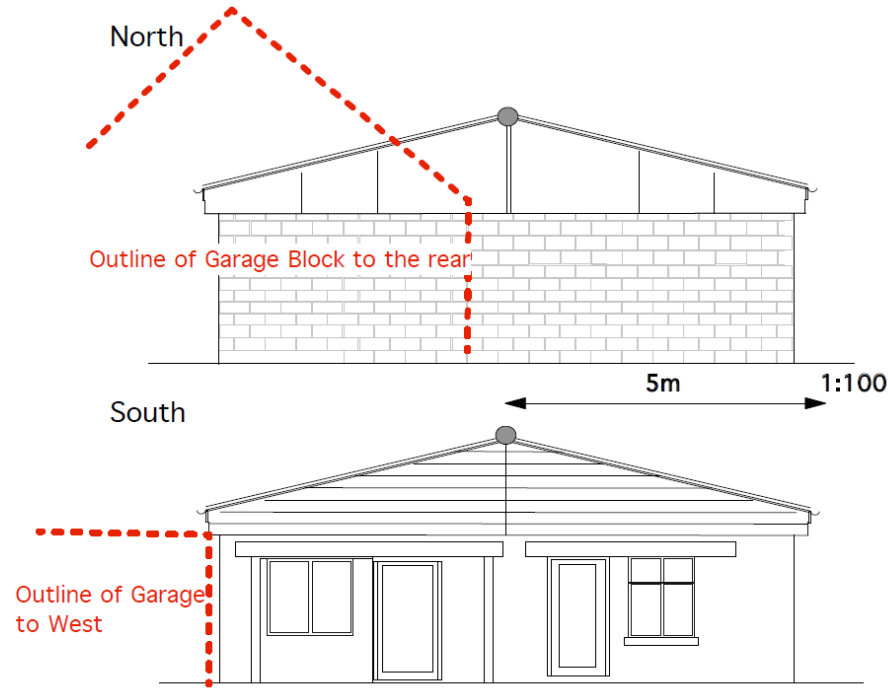 North
Outline of Garage Block to the rear
5m
1:100
South
Outline of Garage
to West